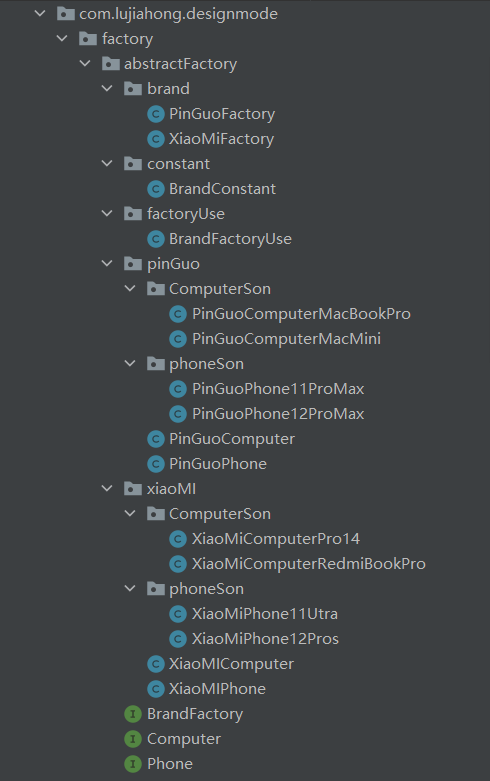 com.lujiahong.designmode
factory
abstractFactory
brand
PinGuoFactory
XiaoMiFactory
constant
BrandConstant
factoryUse
BrandFactoryUse
pinGuo
ComputerSon
PinGuoComputerMacBookPro
PinGuoComputerMacMini
phoneSon
PinGuoPhone11ProMax
PinGuoPhone12ProMax
PinGuoComputer
PinGuoPhone
xiaoMI
ComputerSon
XiaoMiComputerPro14
XiaoMiComputerRedmiBookPro
phoneSon
XiaoMiPhone11Utra
XiaoMiPhone12Pros
XiaoMIComputer
XiaoMIPhone
BrandFactory
Computer
Phone